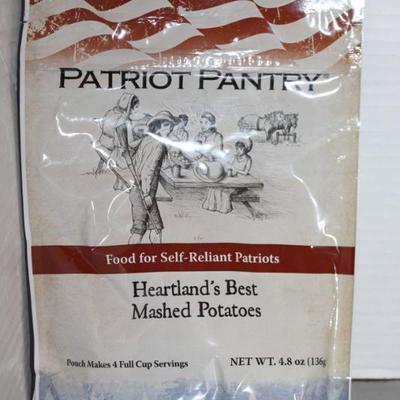 PATRIOT PANTRY®
Food for Self-Reliant Patriots
Heartland's Best
Mashed Potatoes
Pouch Makes 4 Full Cup Servings NET WT. 4.8 oz (136g